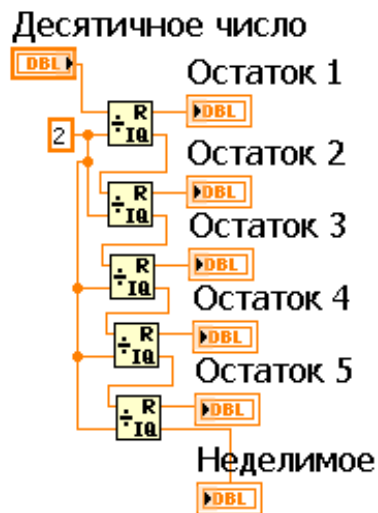 Десятичное число
DBL
Остаток 1
R
DBL
2
÷IQ
Остаток 2
R
DBL
÷IQ
Остаток 3
R
DBL
÷IQ
Остаток 4
R
DBL
÷IQ
Остаток 5
R
DBL
÷IQ
Неделимое
DBL